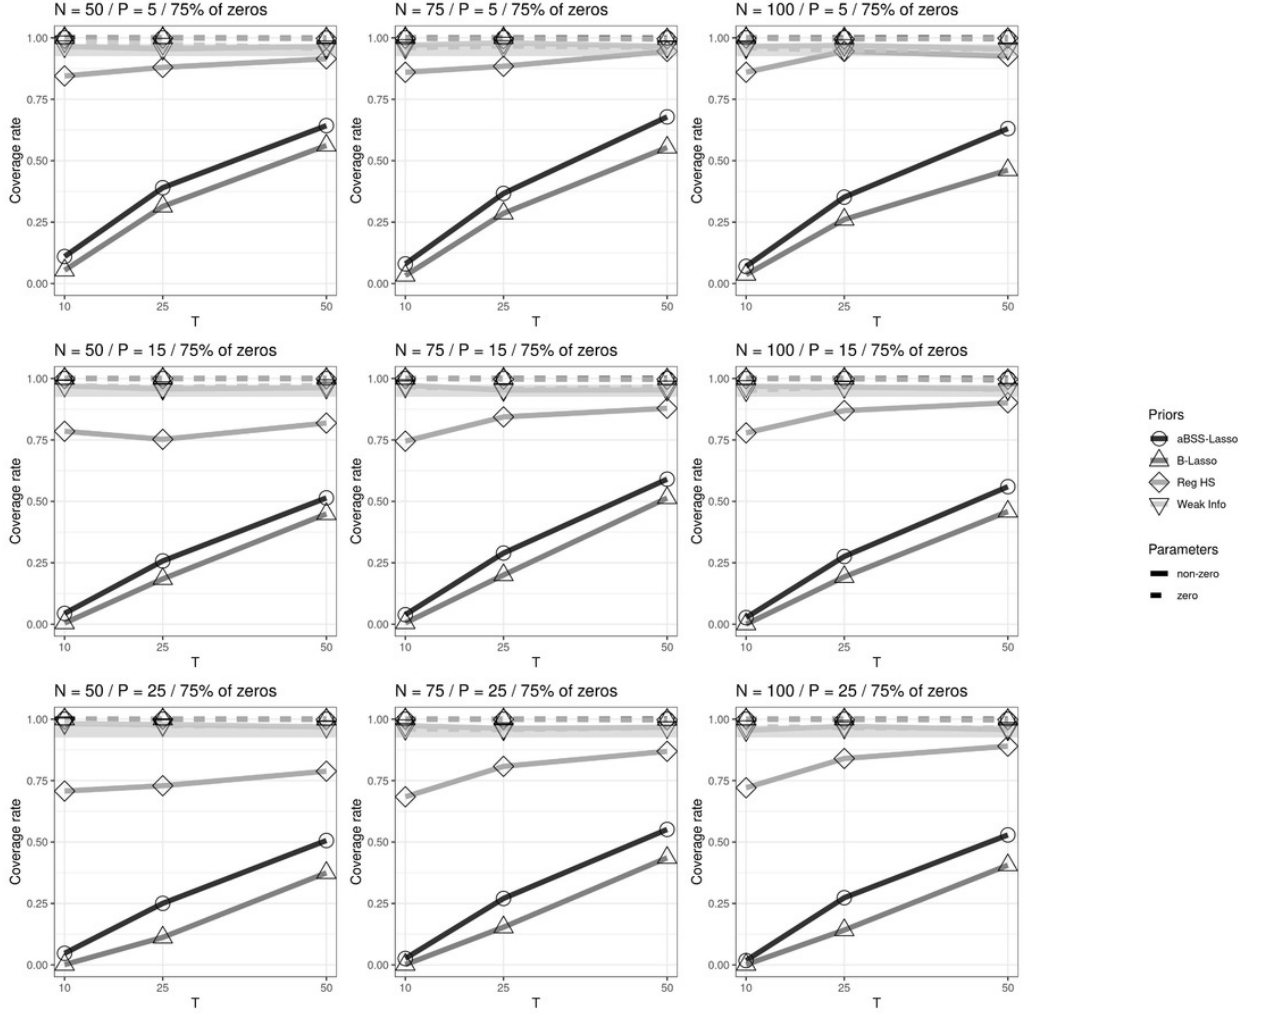 N = 50 / P = 5 / 75% of zeros
N = 75 / P = 5 / 75% of zeros
N = 100 / P = 5 / 75% of zeros
Coverage rate
1.00
0.75
0.50
0.25
0.00
10
25
50
T
Coverage rate
1.00
0.75
0.50
0.25
0.00
10
25
50
T
Coverage rate
1.00
0.75
0.50
0.25
0.00
10
25
50
T
N = 50 / P = 15 / 75% of zeros
N = 75 / P = 15 / 75% of zeros
N = 100 / P = 15 / 75% of zeros
Coverage rate
1.00
0.75
0.50
0.25
0.00
10
25
50
T
Coverage rate
1.00
0.75
0.50
0.25
0.00
10
25
50
T
Coverage rate
1.00
0.75
0.50
0.25
0.00
10
25
50
T
N = 50 / P = 25 / 75% of zeros
N = 75 / P = 25 / 75% of zeros
N = 100 / P = 25 / 75% of zeros
Coverage rate
1.00
0.75
0.50
0.25
0.00
10
25
50
T
Coverage rate
1.00
0.75
0.50
0.25
0.00
10
25
50
T
Coverage rate
1.00
0.75
0.50
0.25
0.00
10
25
50
T
Priors
aBSS-Lasso
B-Lasso
Reg HS
Weak Info
Parameters
non-zero
zero